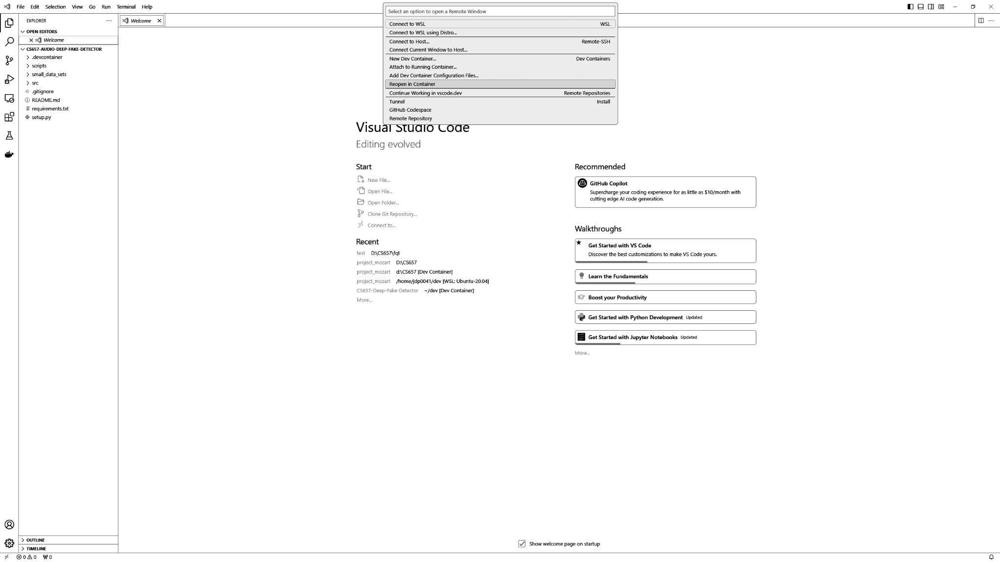 File Edit Selection View Go Run Terminal Help
Select an option to open a Remote Window
Connect to WSL WSL
Connect to WSL using Distro...
Connect to Host... Remote-SSH
Connect Current Window to Host...
New Dev Container... Dev Containers
Attach to Running Container...
Add Dev Container Configuration Files...
Reopen in Container
Continue Working in vscode.dev Remote Repositories
Tunnel Install
GitHub Codespace
Remote Repository
EXPLORER
OPEN EDITORS
Welcome
CS657-AUDIO-DEEP-FAKE-DETECTOR
.devcontainer
scripts
small_data_sets
src
.gitignore
README.md
requirements.txt
setup.py
OUTLINE
TIMELINE
Welcome
Visual Studio Code
Editing evolved
Start
New File...
Open File...
Open Folder...
Clone Git Repository...
Connect to...
Recent
test D:\CS657\fqt
project_mozart D:\CS657
project_mozart d:\CS657 [Dev Container]
project_mozart /home/jdp0041/dev [WSL: Ubuntu-20.04]
CS657-Deep-Fake-Detector ~/dev [Dev Container]
More...
Recommended
GitHub Copilot
Supercharge your coding experience for as little as $10/month with
cutting edge AI code generation.
Walkthroughs
Get Started with VS Code
Discover the best customizations to make VS Code yours.
Learn the Fundamentals
Boost your Productivity
Get Started with Python Development Updated
Get Started with Jupyter Notebooks Updated
More...
Show welcome page on startup
0 0 0